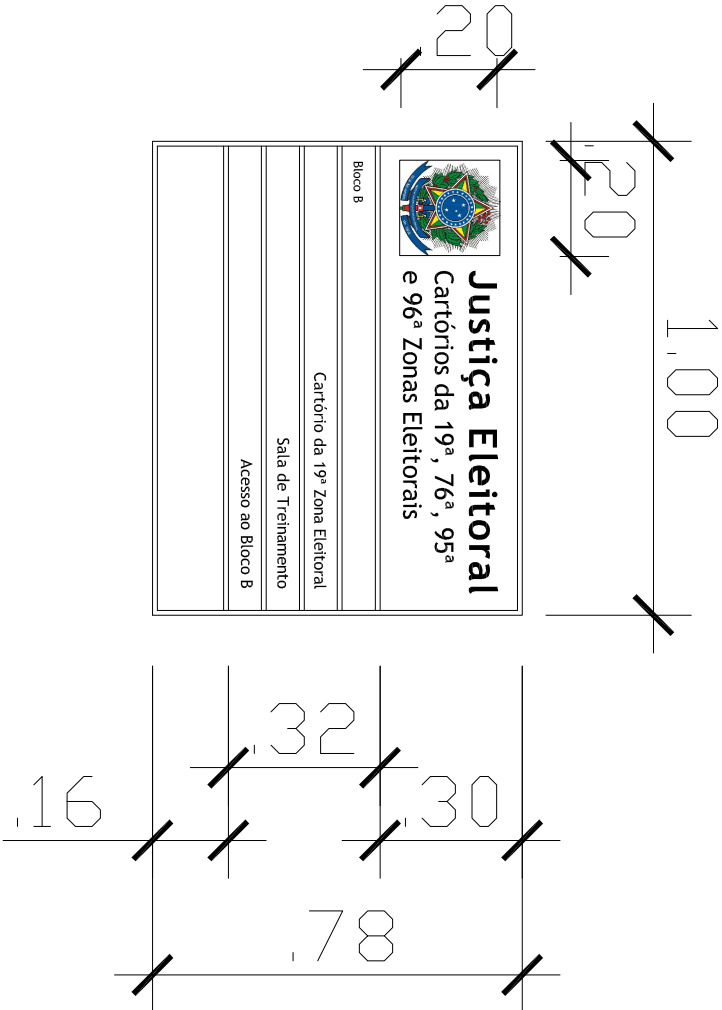 .20
.20
1.00
Justiça Eleitoral
Cartórios da 19ª, 76ª, 95ª
e 96ª Zonas Eleitorais
Bloco B
Cartório da 19ª Zona Eleitoral
Sala de Treinamento
Acesso ao Bloco B
.32
.16
.30
.78